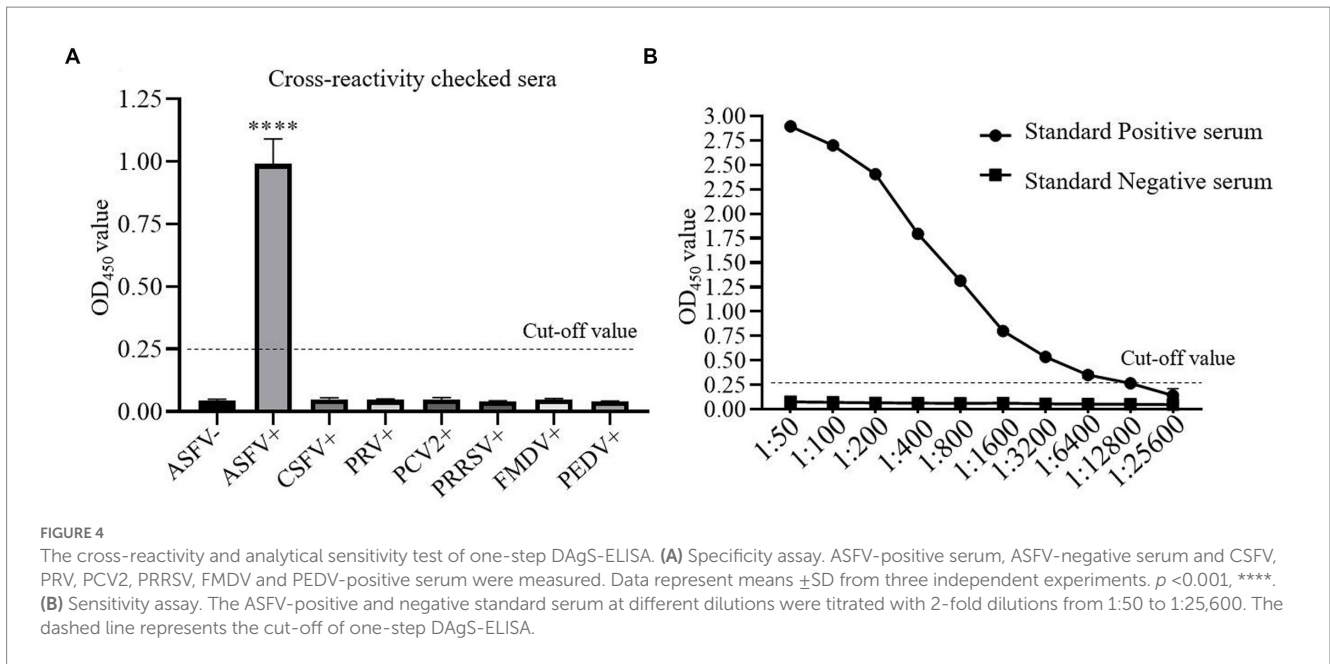 A
Cross-reactivity checked sera
OD450 value
1.25
1.00
0.75
0.50
0.25
0.00
****
Cut-off value
ASFV-
ASFV+
CSFV+
PRV+
PCV2+
PRRSV+
FMDV+
PEDV+
B
OD450 value
3.00
2.75
2.50
2.25
2.00
1.75
1.50
1.25
1.00
0.75
0.50
0.25
0.00
Standard Positive serum
Standard Negative serum
Cut-off value
1:50
1:100
1:200
1:400
1:800
1:1600
1:3200
1:6400
1:12800
1:25600
FIGURE 4
The cross-reactivity and analytical sensitivity test of one-step DAgS-ELISA. (A) Specificity assay. ASFV-positive serum, ASFV-negative serum and CSFV,
PRV, PCV2, PRRSV, FMDV and PEDV-positive serum were measured. Data represent means ±SD from three independent experiments. p <0.001, ****.
(B) Sensitivity assay. The ASFV-positive and negative standard serum at different dilutions were titrated with 2-fold dilutions from 1:50 to 1:25,600. The
dashed line represents the cut-off of one-step DAgS-ELISA.